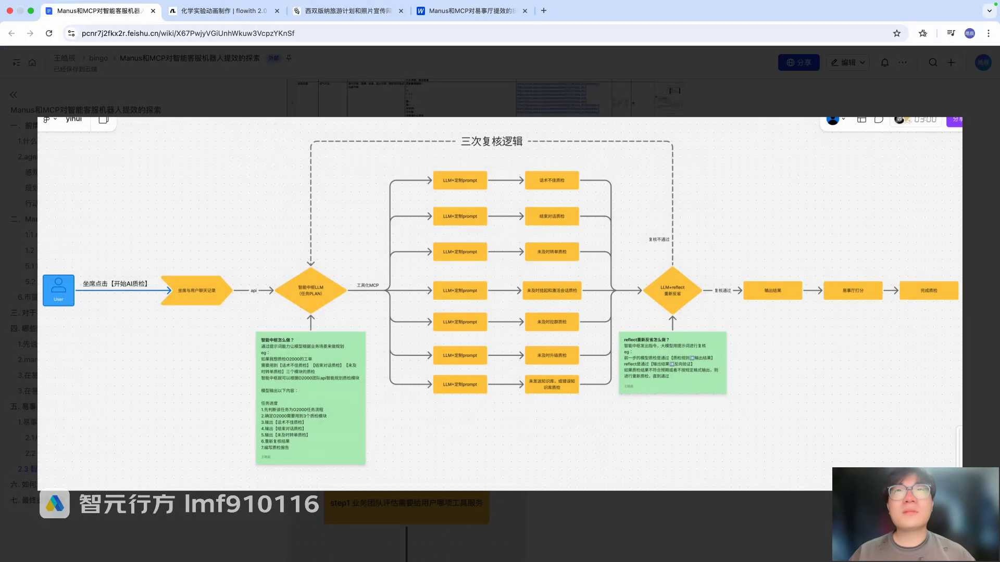 Manus和MCP对智能客服机器人
化学实验动画制作 | flowith 2.0
西双版纳旅游计划和照片宣传网
Manus和MCP对易事厅提效的探
pcnr7j2fkx2r.feishu.cn/wiki/X67PwjyVGiUnhWkuw3VcpzYKnSf
王皓辰
bingo
Manus和MCP对智能客服机器人提效的探索
外部
已经保存到云端
分享
编辑
Manus和MCP对智能客服机器人提效的探索
一、前
1.什么
2.age
感知
规划
行动
二、Ma
1.1
1.2
5.1
5.2
6.市面
三. 对于
四. 哪些
1.先说
2.man
3.在易
3.在易
五. 易事
1.易事
2.1
2.2
2.3
六. 如何
七. 最终
yihui
03:00
分享
三次复核逻辑
LLM+定制prompt
话术不佳质检
LLM+定制prompt
结束对话质检
复核不通过
LLM+定制prompt
未及时转单质检
User
坐席点击【开始AI质检】
坐席与用户聊天记录
api
智能中枢LLM
（任务PLAN）
工具化MCP
LLM+定制prompt
未及时挂起和激活会话质检
LLM+reflect
重新反省
复核通过
输出结果
易事厅打分
完成质检
LLM+定制prompt
未及时拉群质检
LLM+定制prompt
未及时升级质检
LLM+定制prompt
未发送知识库，或错误知
识库质检
智能中枢怎么做？
通过提示词能力让模型根据业务场景来做规划
eg：
如果我想质检O2000的工单
需要用到【话术不佳质检】【结束对话质检】【未及
时转单质检】三个模块的质检
智能中枢就可以根据O2000团队api智能规划质检模块
模型输出以下内容：
任务进度
1.先判断该任务为O2000任务流程
2.确定O2000需要用到3个质检模块
3.输出【话术不佳质检】
4.输出【结束对话质检】
5.输出【未及时转单质检】
6.重新复核结果
7.编写质检报告
王皓辰
reflect重新反省怎么做？
智能中枢发出指令，大模型用提示词进行复核
eg：
前一步的模型质检是通过【质检规则➡️输出结果】
reflect是通过【输出结果➡️反向验证】
如果质检结果不符合预期或者不按规定格式输出，则
进行重新质检，直到通过
王皓辰
智元行方 lmf910116
step1 业务团队评估需要给用户哪项工具服务